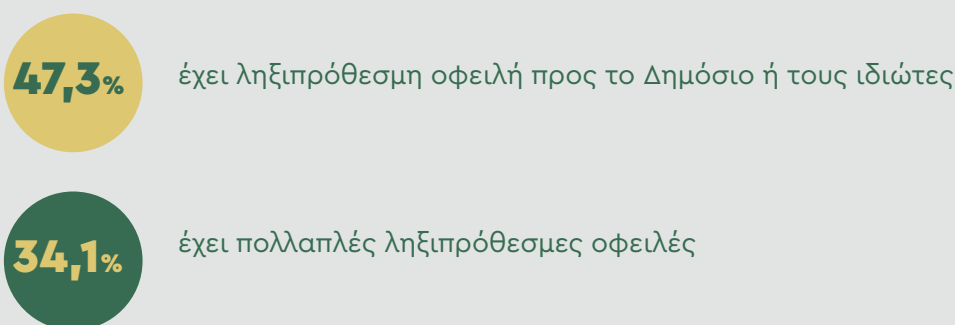 47,3% έχει ληξιπρόθεσμη οφειλή προς το Δημόσιο ή τους ιδιώτες
34,1% έχει πολλαπλές ληξιπρόθεσμες οφειλές